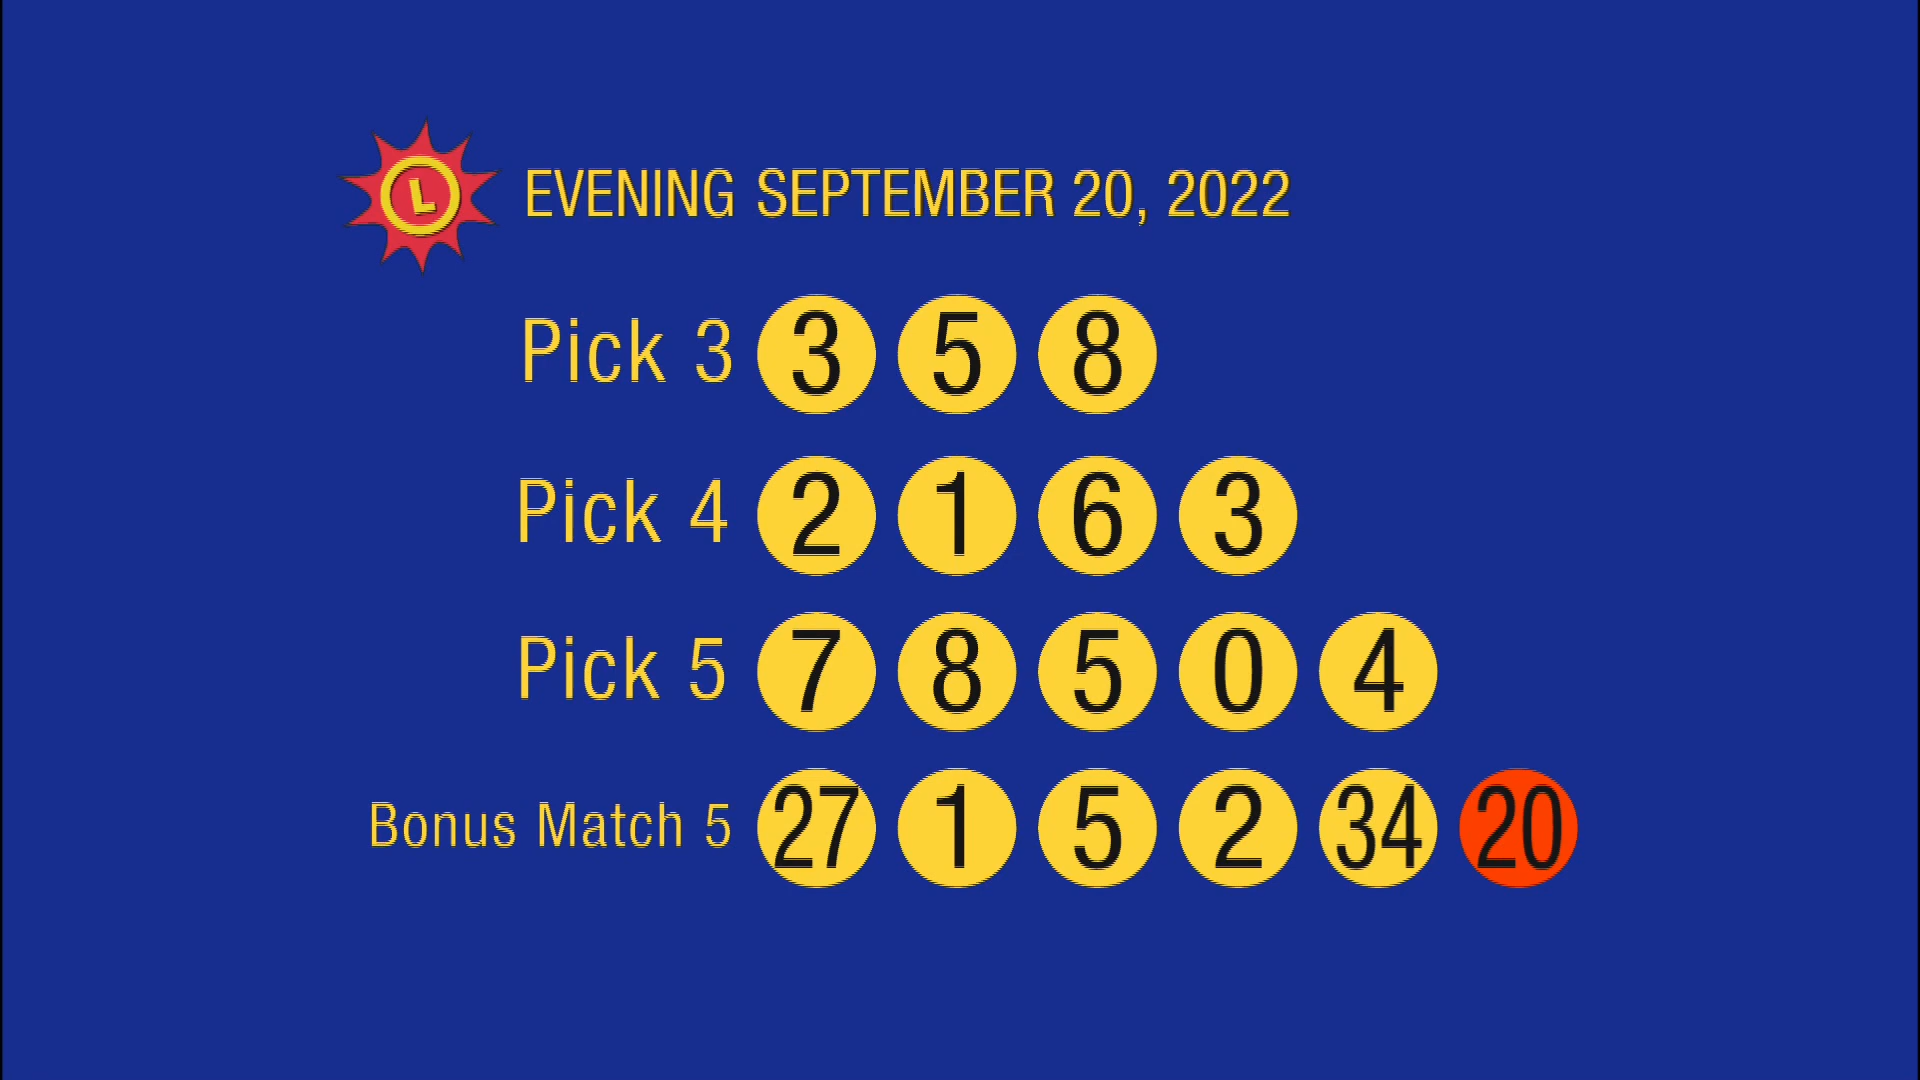 L
EVENING SEPTEMBER 20, 2022
Pick 3 3 5 8
Pick 4 2 1 6 3
Pick 5 7 8 5 0 4
Bonus Match 5 27 1 5 2 34 20